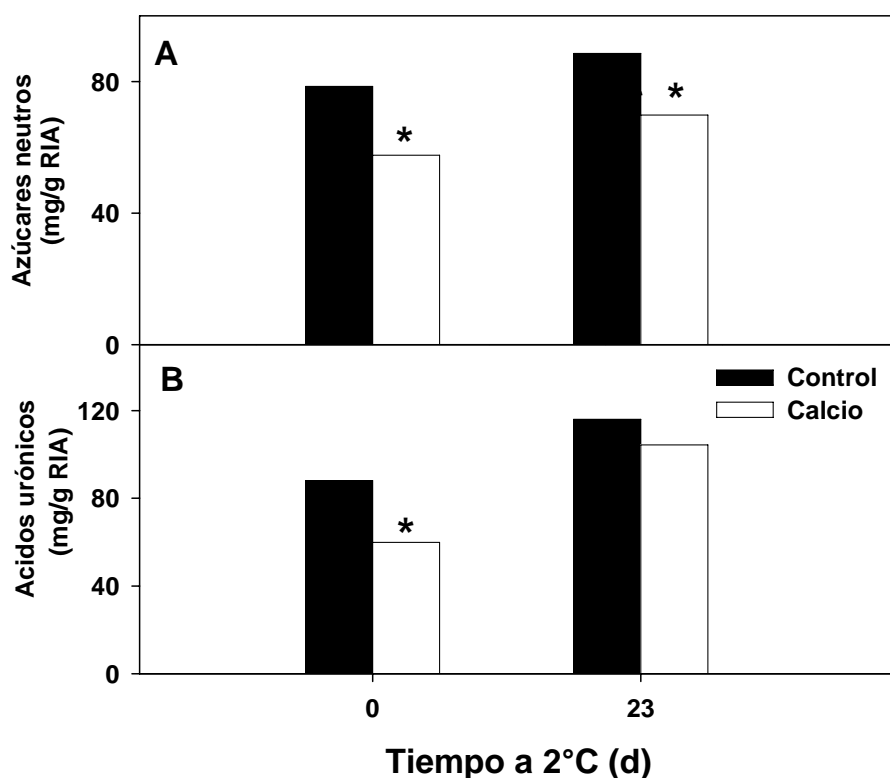 A
Azúcares neutros
(mg/g RIA)
80
40
0
*
*
B
Acidos urónicos
(mg/g RIA)
120
80
40
0
*
Control
Calcio
0
23
Tiempo a 2°C (d)